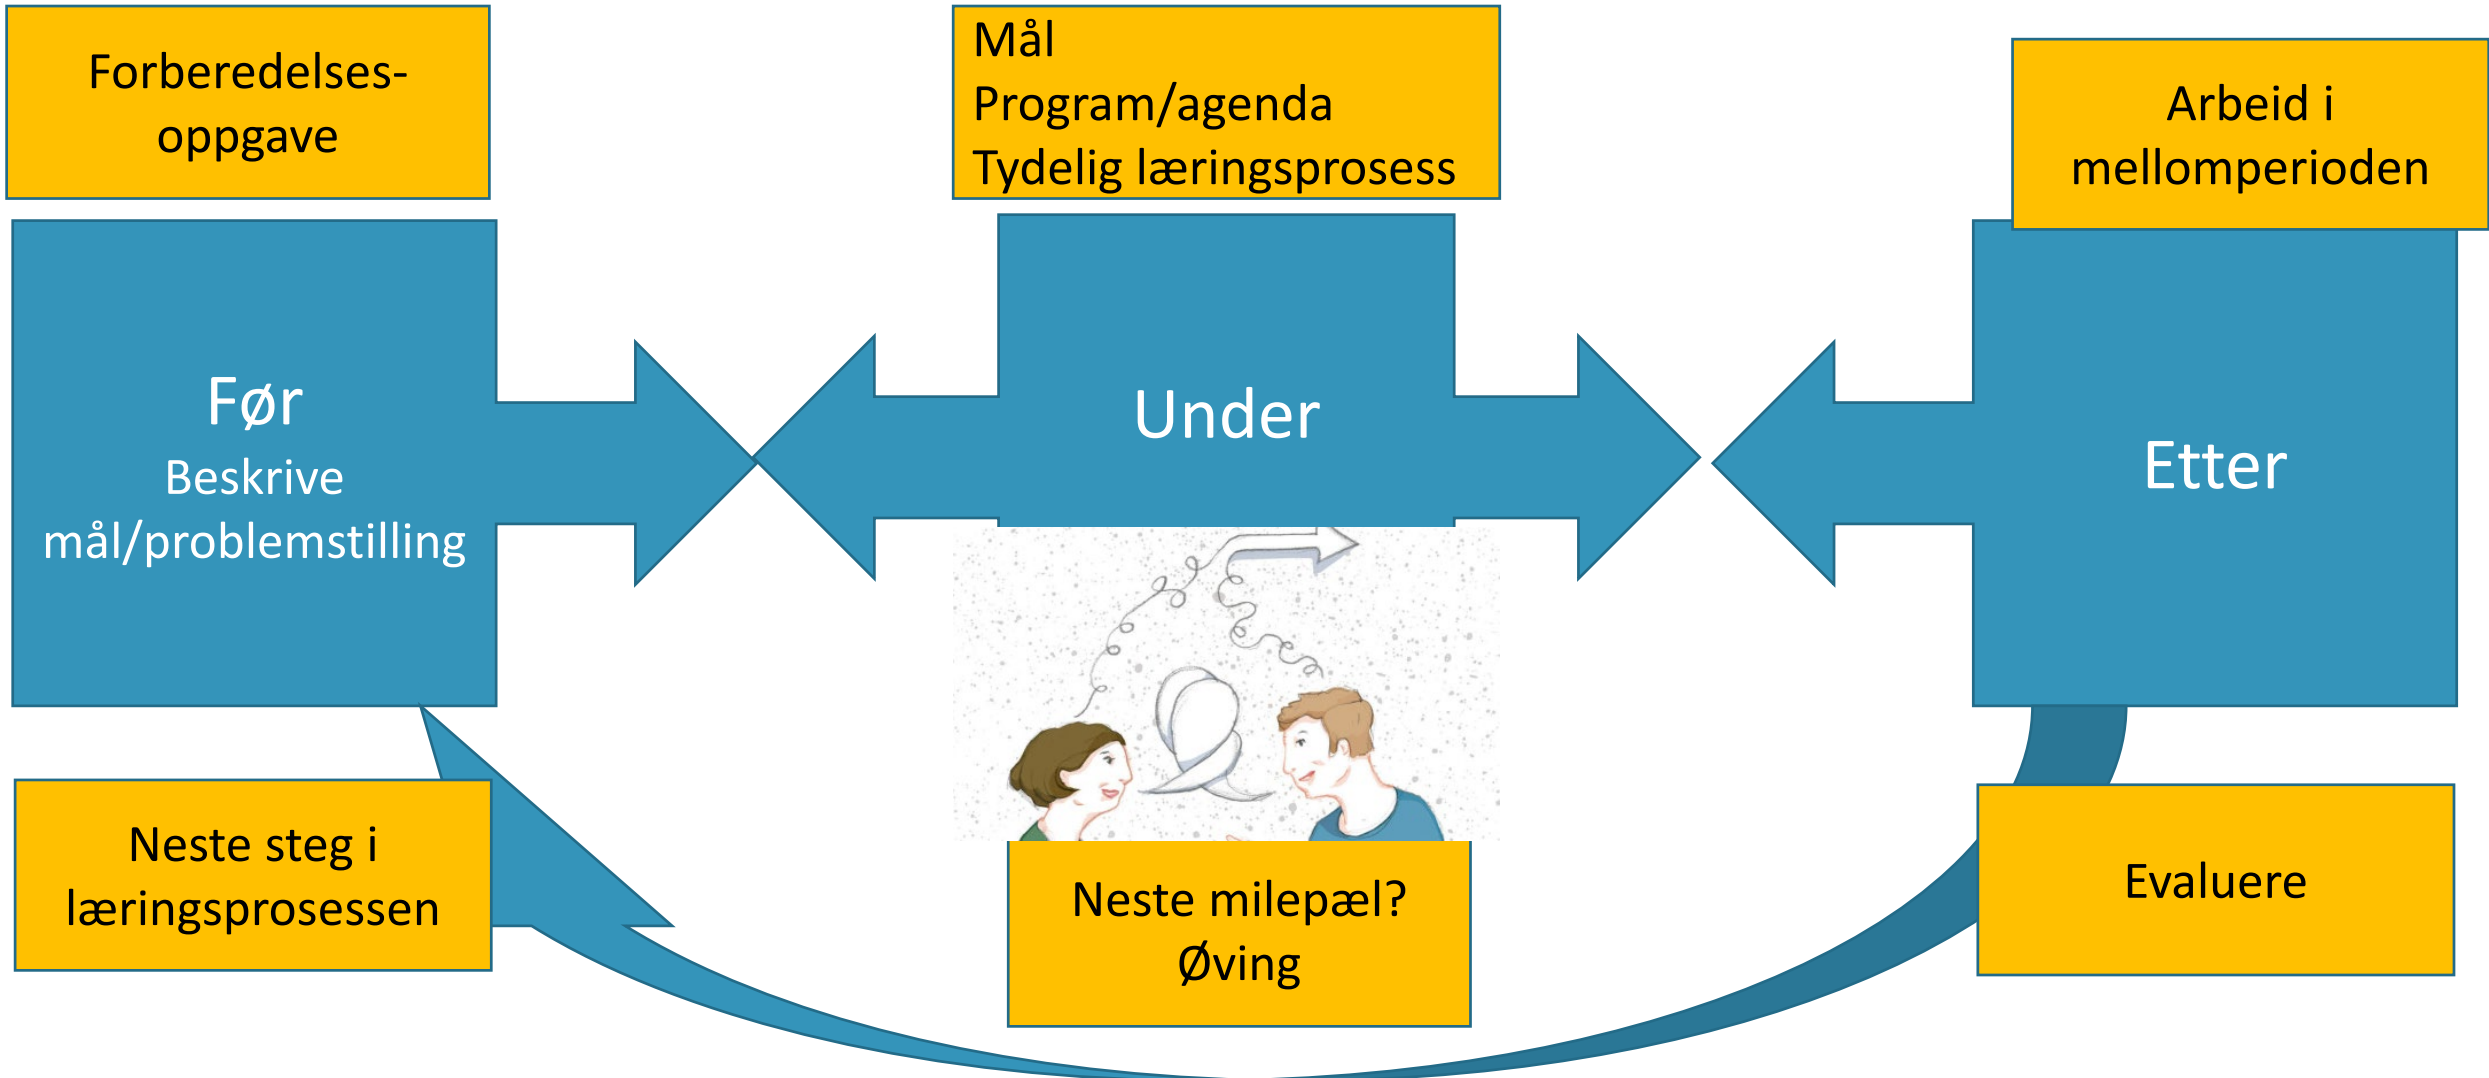 Forberedelses-
oppgave
Mål
Program/agenda
Tydelig læringsprosess
Arbeid i
mellomperioden
Før
Beskrive
mål/problemstilling
Under
Etter
Neste steg i
læringsprosessen
Neste milepæl?
Øving
Evaluere